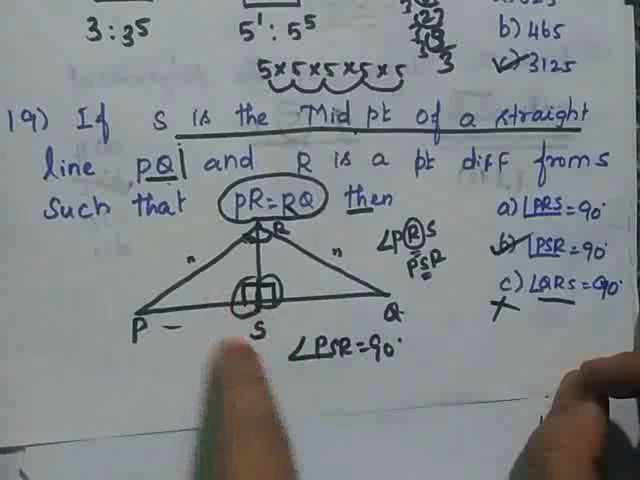 3 : 3⁵
5¹ : 5⁵
b) 465
5×5×5×5×5
3
c) 3125
19) If S is the Mid pt of a straight
line PQ and R is a pt diff from S
such that PR=RQ then
a) ∠PRS=90°
b) ∠PSR=90°
c) ∠QRS=90°
R
∠PRS
PSR
P
S
Q
∠PSR=90°